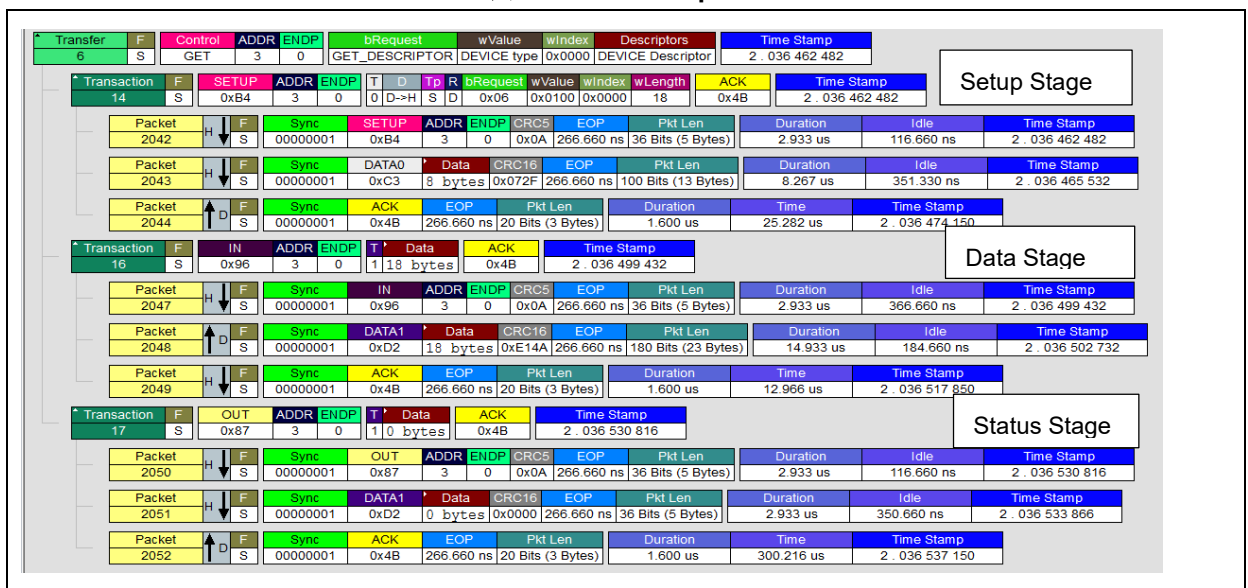 Transfer F Control ADDR ENDP bRequest wValue wIndex Descriptors Time Stamp
6 S GET 3 0 GET_DESCRIPTOR DEVICE type 0x0000 DEVICE Descriptor 2 . 036 462 482
Setup Stage
Transaction F SETUP ADDR ENDP T D Tp R bRequest wValue wIndex wLength ACK Time Stamp
14 S 0xB4 3 0 0 D->H S D 0x06 0x0100 0x0000 18 0x4B 2 . 036 462 482
Packet H F Sync SETUP ADDR ENDP CRC5 EOP Pkt Len Duration Idle Time Stamp
2042 S 00000001 0xB4 3 0 0x0A 266.660 ns 36 Bits (5 Bytes) 2.933 us 116.660 ns 2 . 036 462 482
Packet H F Sync DATA0 Data CRC16 EOP Pkt Len Duration Idle Time Stamp
2043 S 00000001 0xC3 8 bytes 0x072F 266.660 ns 100 Bits (13 Bytes) 8.267 us 351.330 ns 2 . 036 465 532
Packet D F Sync ACK EOP Pkt Len Duration Time Time Stamp
2044 S 00000001 0x4B 266.660 ns 20 Bits (3 Bytes) 1.600 us 25.282 us 2 . 036 474 150
Transaction F IN ADDR ENDP T Data ACK Time Stamp
16 S 0x96 3 0 1 18 bytes 0x4B 2 . 036 499 432
Data Stage
Packet H F Sync IN ADDR ENDP CRC5 EOP Pkt Len Duration Idle Time Stamp
2047 S 00000001 0x96 3 0 0x0A 266.660 ns 36 Bits (5 Bytes) 2.933 us 366.660 ns 2 . 036 499 432
Packet D F Sync DATA1 Data CRC16 EOP Pkt Len Duration Idle Time Stamp
2048 S 00000001 0xD2 18 bytes 0xE14A 266.660 ns 180 Bits (23 Bytes) 14.933 us 184.660 ns 2 . 036 502 732
Packet H F Sync ACK EOP Pkt Len Duration Time Time Stamp
2049 S 00000001 0x4B 266.660 ns 20 Bits (3 Bytes) 1.600 us 12.966 us 2 . 036 517 850
Transaction F OUT ADDR ENDP T Data ACK Time Stamp
17 S 0x87 3 0 1 0 bytes 0x4B 2 . 036 530 816
Status Stage
Packet H F Sync OUT ADDR ENDP CRC5 EOP Pkt Len Duration Idle Time Stamp
2050 S 00000001 0x87 3 0 0x0A 266.660 ns 36 Bits (5 Bytes) 2.933 us 116.660 ns 2 . 036 530 816
Packet H F Sync DATA1 Data CRC16 EOP Pkt Len Duration Idle Time Stamp
2051 S 00000001 0xD2 0 bytes 0x0000 266.660 ns 36 Bits (5 Bytes) 2.933 us 350.660 ns 2 . 036 533 866
Packet D F Sync ACK EOP Pkt Len Duration Time Time Stamp
2052 S 00000001 0x4B 266.660 ns 20 Bits (3 Bytes) 1.600 us 300.216 us 2 . 036 537 150